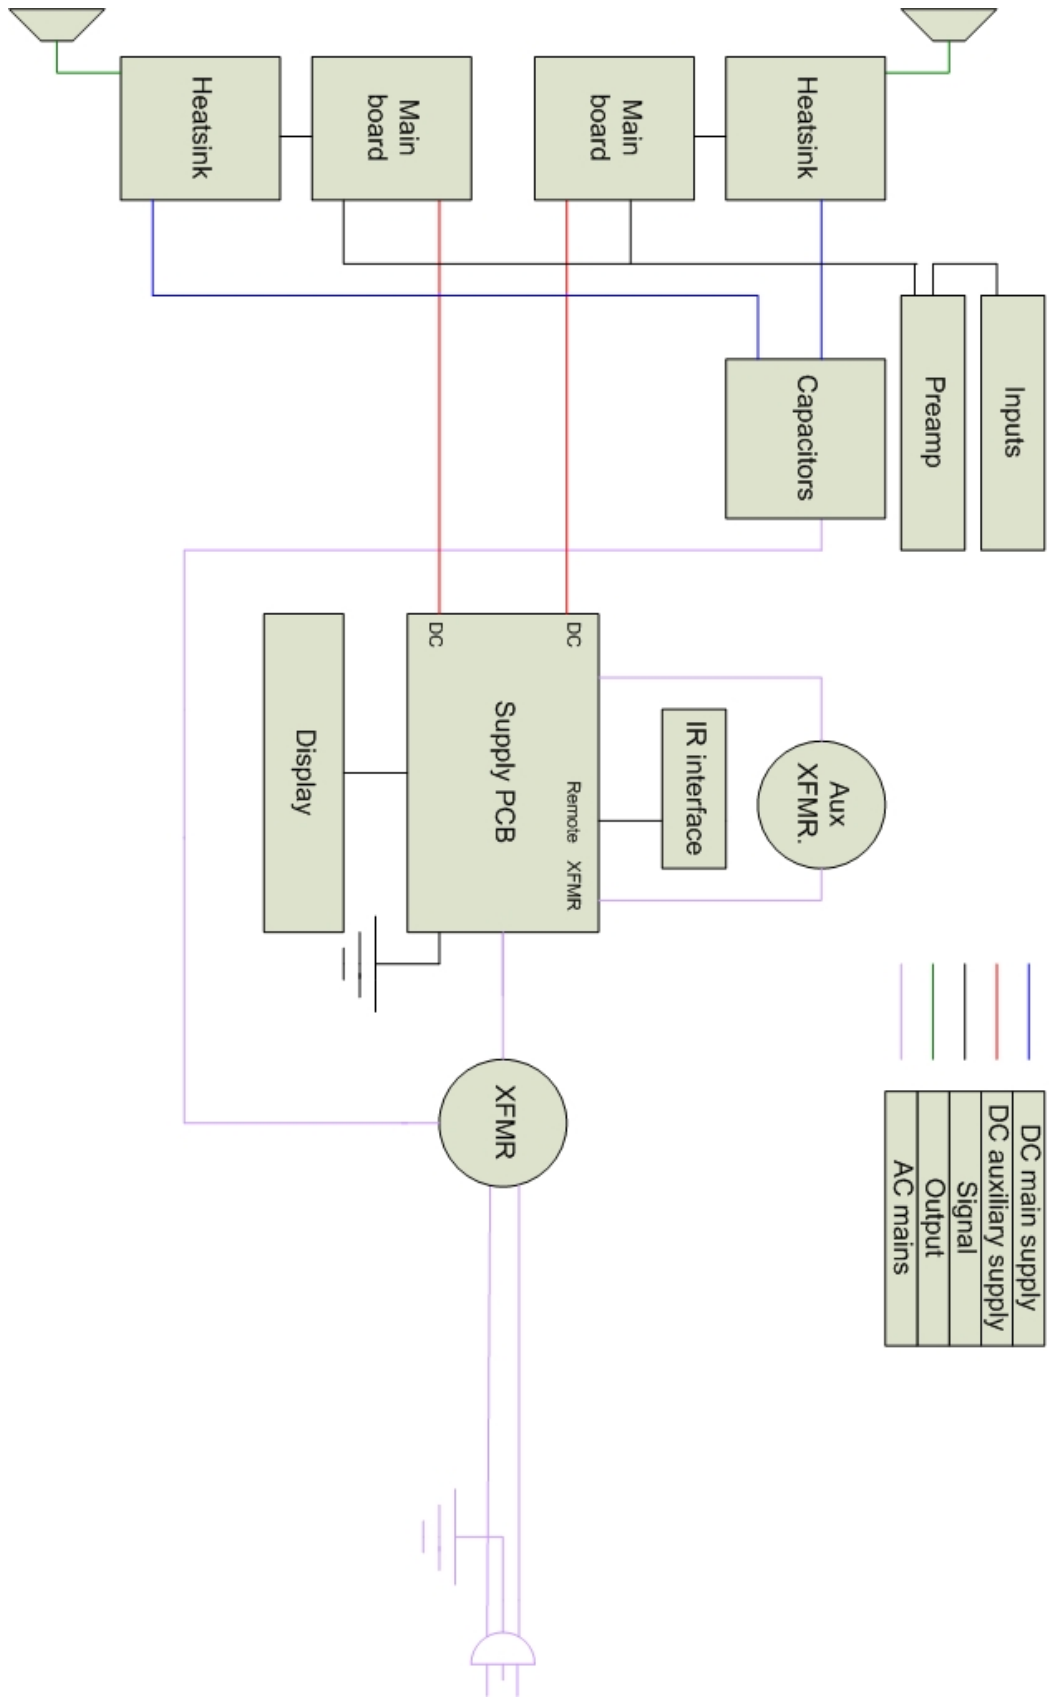 Heatsink
Main
board
Main
board
Heatsink
Capacitors
Preamp
Inputs
DC
DC
Supply PCB
Remote
XFMR
Display
IR interface
Aux
XFMR.
XFMR
DC main supply
DC auxiliary supply
Signal
Output
AC mains